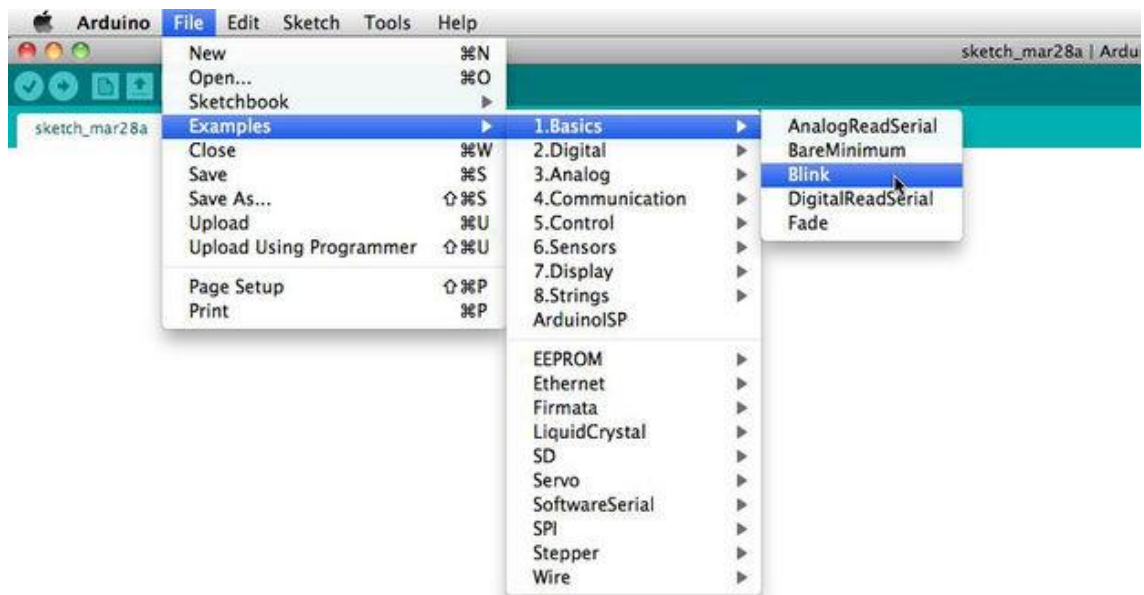 Arduino File Edit Sketch Tools Help
sketch_mar28a | Ardui
sketch_mar28a
New ⌘N
Open... ⌘O
Sketchbook
Examples
Close ⌘W
Save ⌘S
Save As... ⇧⌘S
Upload ⌘U
Upload Using Programmer ⇧⌘U
Page Setup ⇧⌘P
Print ⌘P
1.Basics
2.Digital
3.Analog
4.Communication
5.Control
6.Sensors
7.Display
8.Strings
ArduinoISP
EEPROM
Ethernet
Firmata
LiquidCrystal
SD
Servo
SoftwareSerial
SPI
Stepper
Wire
AnalogReadSerial
BareMinimum
Blink
DigitalReadSerial
Fade